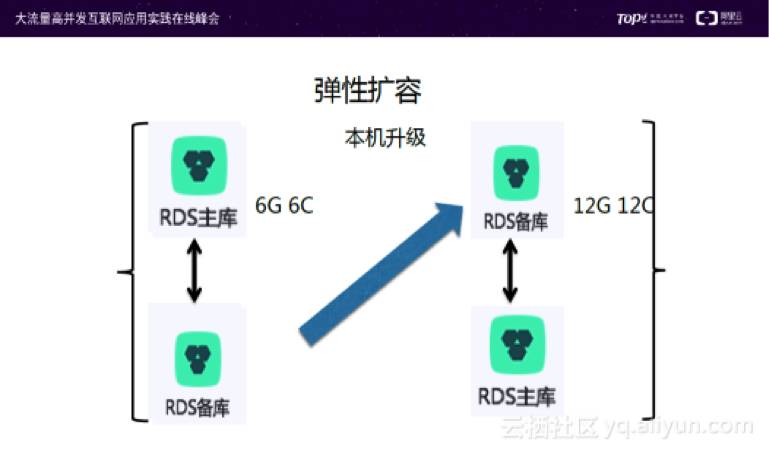 大流量高并发互联网应用实践在线峰会
TOP
阿里云
弹性扩容
本机升级
RDS主库
6G 6C
RDS备库
12G 12C
RDS备库
RDS主库
云栖社区 yq.aliyun.com